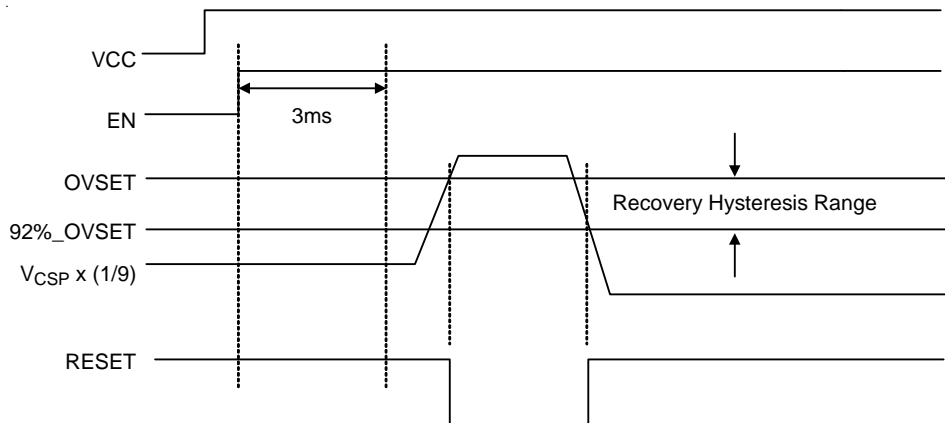 VCC
EN
3ms
OVSET
Recovery Hysteresis Range
92%_OVSET
VCSP x (1/9)
RESET